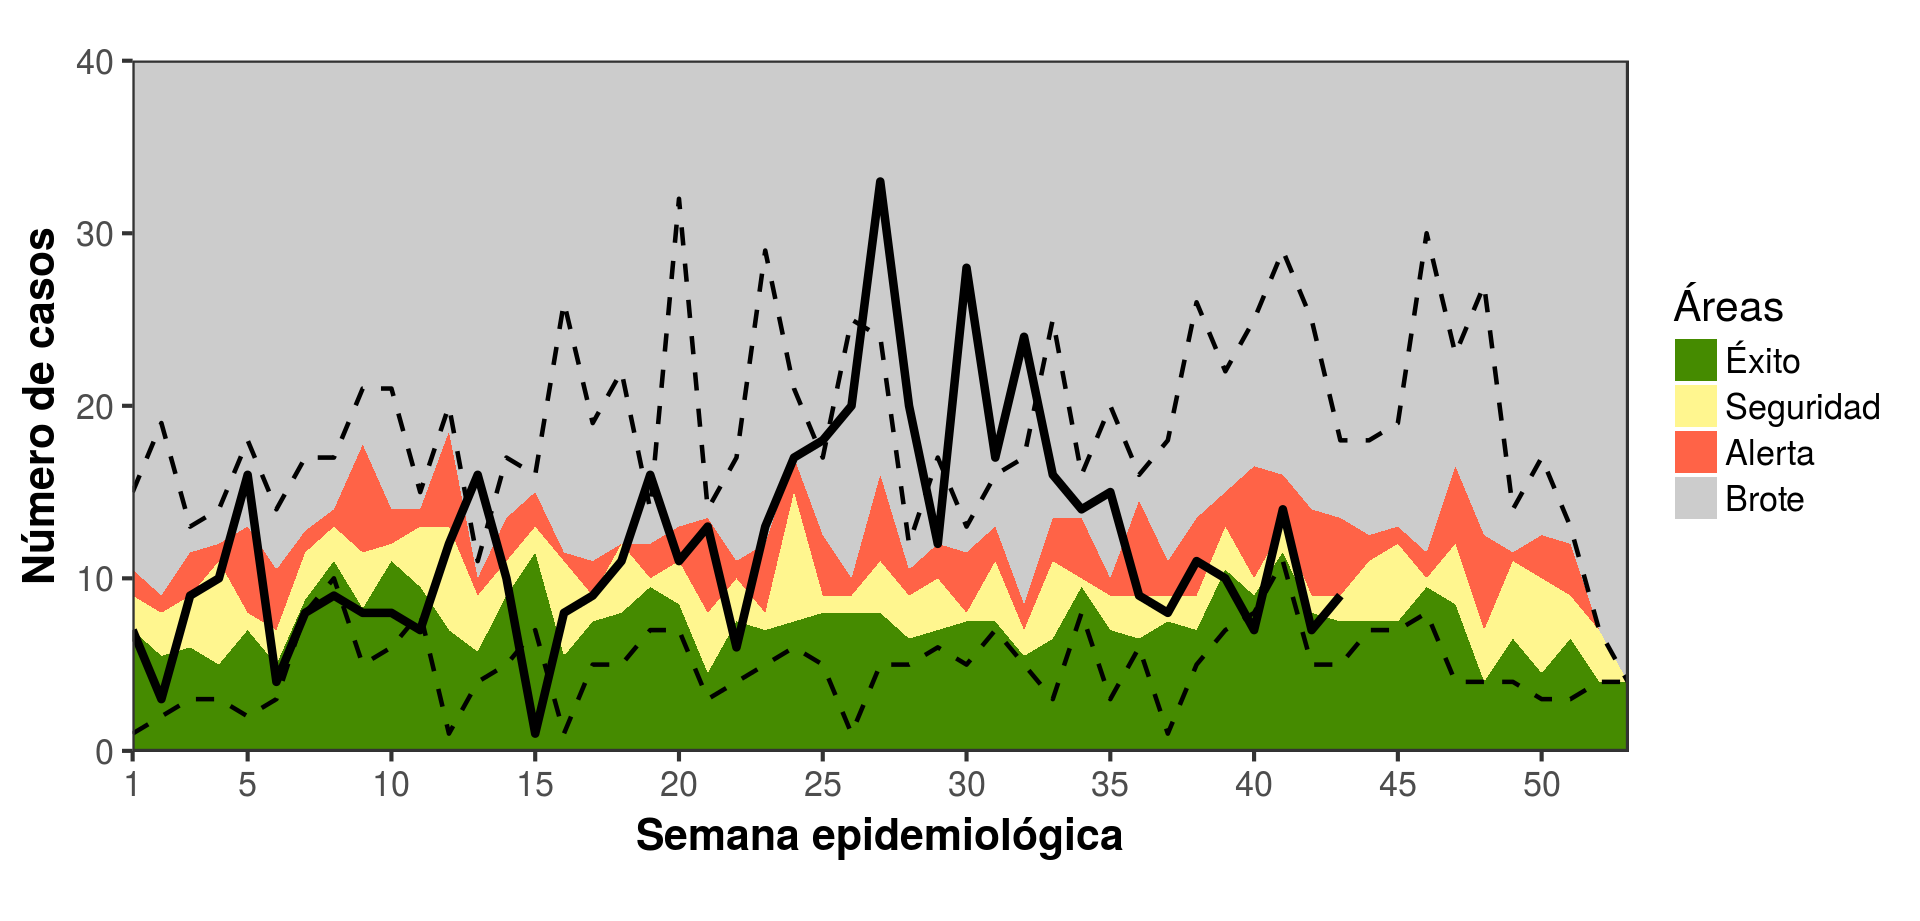 40
30
20
10
0
Número de casos
1 5 10 15 20 25 30 35 40 45 50
Semana epidemiológica
Áreas
Éxito
Seguridad
Alerta
Brote